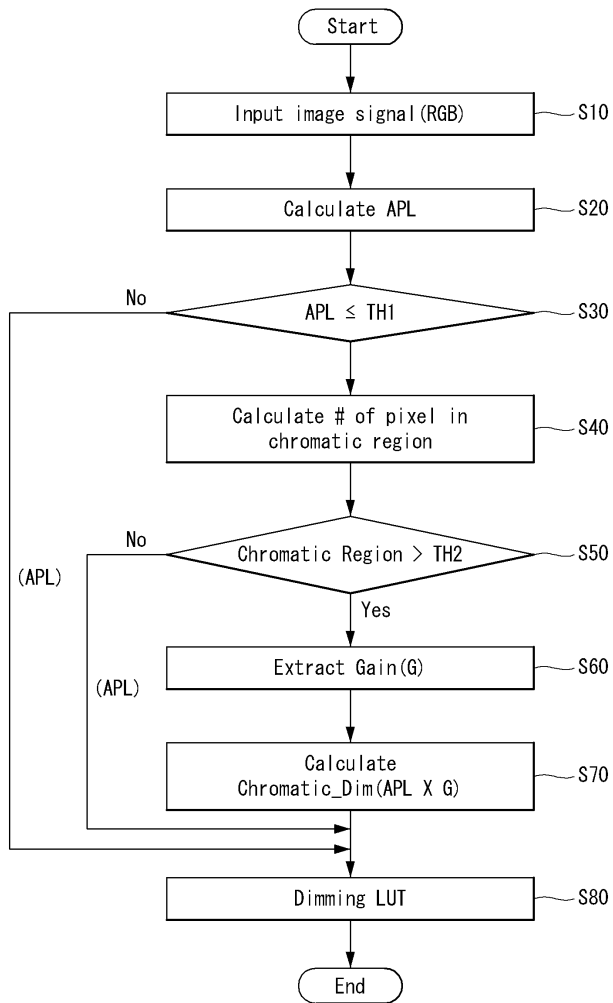 Start
Input image signal(RGB)
S10
Calculate APL
S20
No
APL ≤ TH1
S30
Calculate # of pixel in
chromatic region
S40
No
Chromatic Region > TH2
S50
(APL)
Yes
Extract Gain(G)
S60
(APL)
Calculate
Chromatic_Dim(APL X G)
S70
Dimming LUT
S80
End